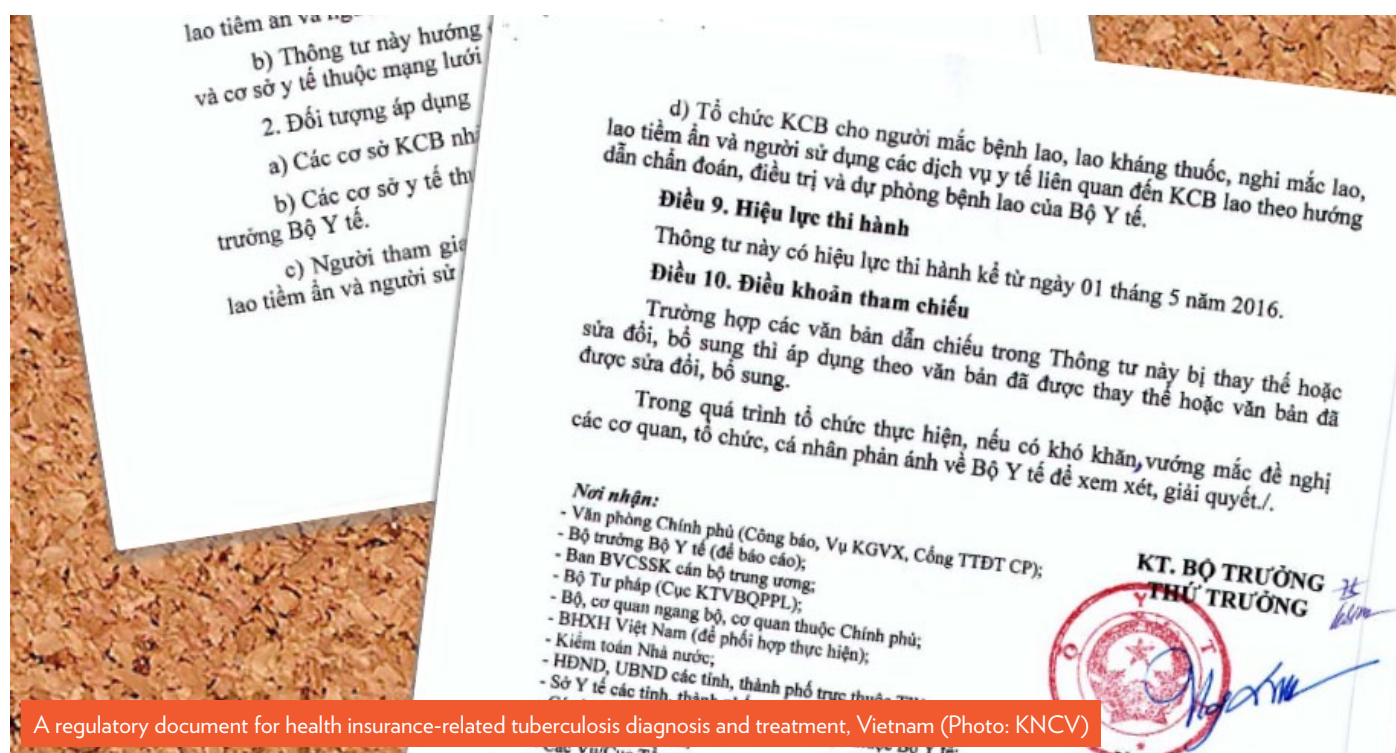 lao tiềm ẩn và
b) Thông tư này hướng
và cơ sở y tế thuộc mạng lưới
2. Đối tượng áp dụng
a) Các cơ sở KCB
b) Các cơ sở y tế
trưởng Bộ Y tế.
c) Người tham gia
lao tiềm ẩn và người sử
d) Tổ chức KCB cho người mắc bệnh lao, lao kháng thuốc, nghi mắc lao,
lao tiềm ẩn và người sử dụng các dịch vụ y tế liên quan đến KCB lao theo hướng
dẫn chẩn đoán, điều trị và dự phòng bệnh lao của Bộ Y tế.
Điều 9. Hiệu lực thi hành
Thông tư này có hiệu lực thi hành kể từ ngày 01 tháng 5 năm 2016.
Điều 10. Điều khoản tham chiếu
Trường hợp các văn bản dẫn chiếu trong Thông tư này bị thay thế hoặc
sửa đổi, bổ sung thì áp dụng theo văn bản đã được thay thế hoặc văn bản đã
được sửa đổi, bổ sung.
Trong quá trình tổ chức thực hiện, nếu có khó khăn, vướng mắc đề nghị
các cơ quan, tổ chức, cá nhân phản ánh về Bộ Y tế để xem xét, giải quyết./.
Nơi nhận:
- Văn phòng Chính phủ (Công báo, Vụ KGVX, Cổng TTĐT CP);
- Bộ trưởng Bộ Y tế (để báo cáo);
- Ban BVCSSK cán bộ trung ương;
- Bộ Tư pháp (Cục KTVBQPPL);
- Bộ, cơ quan ngang bộ, cơ quan thuộc Chính phủ;
- BHXH Việt Nam (để phối hợp thực hiện);
- Kiểm toán Nhà nước;
- HĐND, UBND các tỉnh, thành phố trực thuộc
- Sở Y tế các tỉnh, thành
KT. BỘ TRƯỞNG
THỨ TRƯỞNG
A regulatory document for health insurance-related tuberculosis diagnosis and treatment, Vietnam (Photo: KNCV)